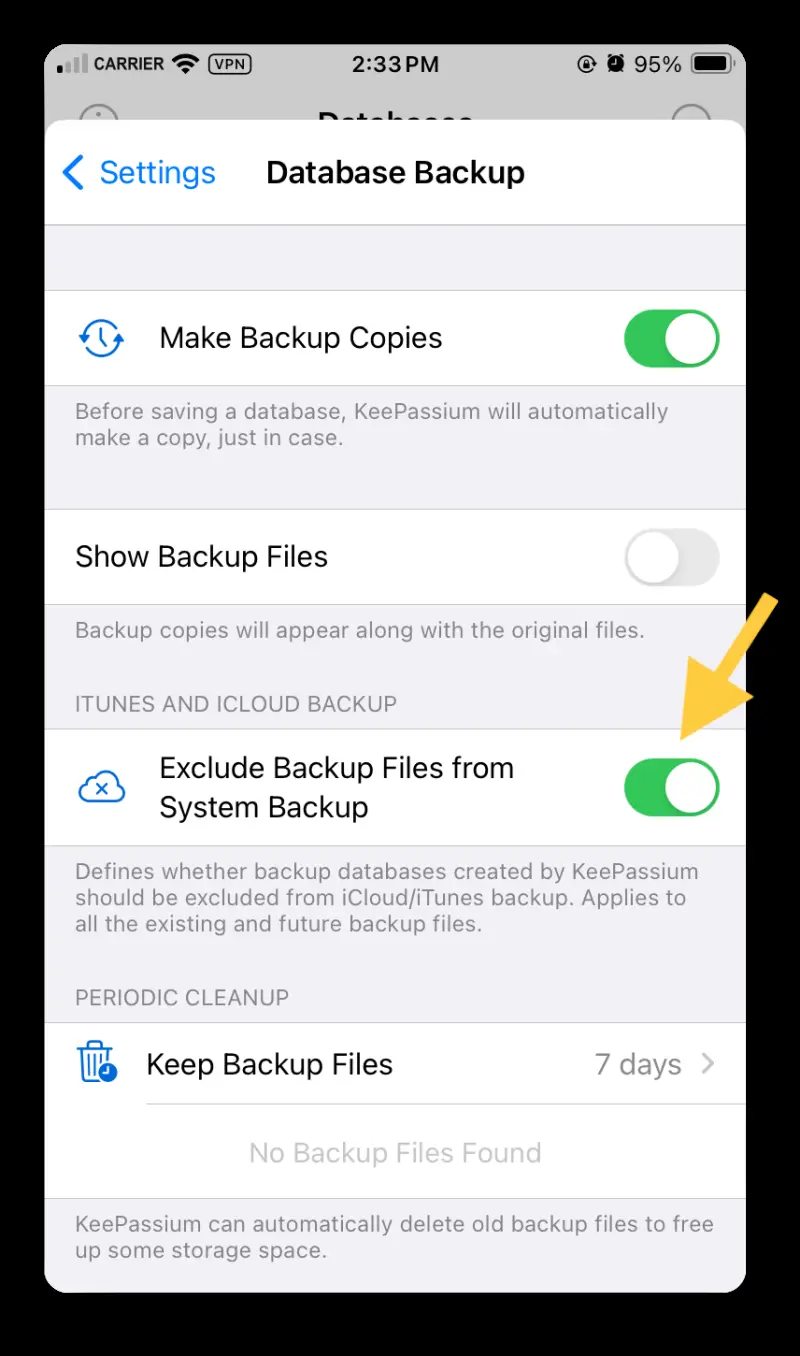 CARRIER VPN 2:33 PM 95%
Databases
Settings Database Backup
Make Backup Copies
Before saving a database, KeePassium will automatically
make a copy, just in case.
Show Backup Files
Backup copies will appear along with the original files.
ITUNES AND ICLOUD BACKUP
Exclude Backup Files from
System Backup
Defines whether backup databases created by KeePassium
should be excluded from iCloud/iTunes backup. Applies to
all the existing and future backup files.
PERIODIC CLEANUP
Keep Backup Files 7 days
No Backup Files Found
KeePassium can automatically delete old backup files to free
up some storage space.